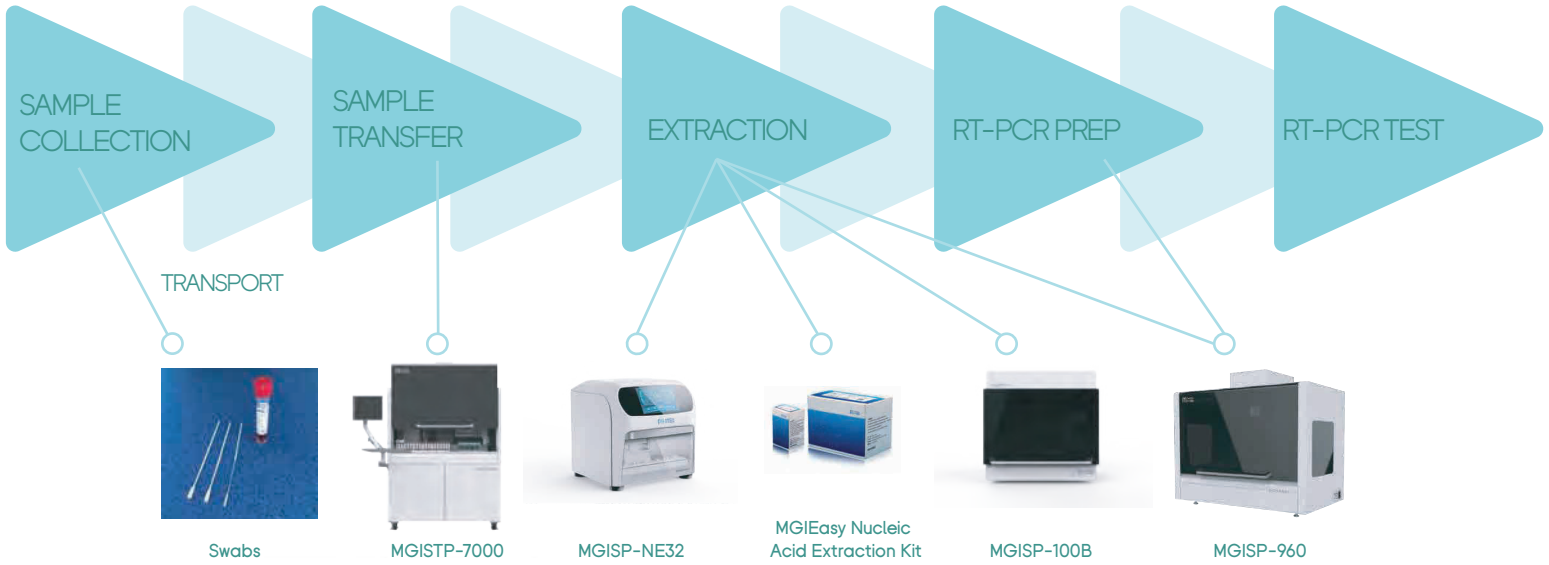 SAMPLE
COLLECTION
SAMPLE
TRANSFER
EXTRACTION
RT-PCR PREP
RT-PCR TEST
TRANSPORT
Swabs
MGISTP-7000
MGISP-NE32
MGIEasy Nucleic
Acid Extraction Kit
MGISP-100B
MGISP-960